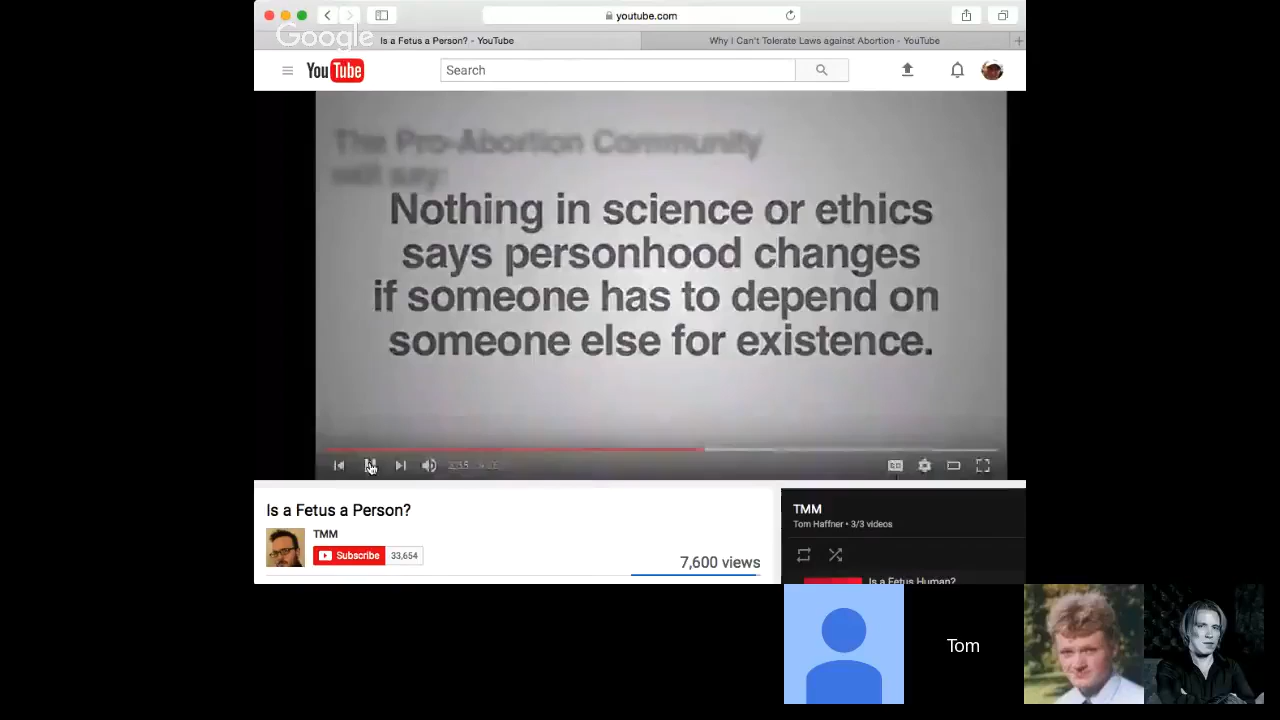 youtube.com
Google
Is a Fetus a Person? - YouTube
Why I Can't Tolerate Laws against Abortion - YouTube
YouTube
Search
The Pro-Abortion Community
will say:
Nothing in science or ethics
says personhood changes
if someone has to depend on
someone else for existence.
Is a Fetus a Person?
TMM
Subscribe 33,654
7,600 views
TMM
Tom Haffner • 3/3 videos
Is a Fetus Human?
Tom